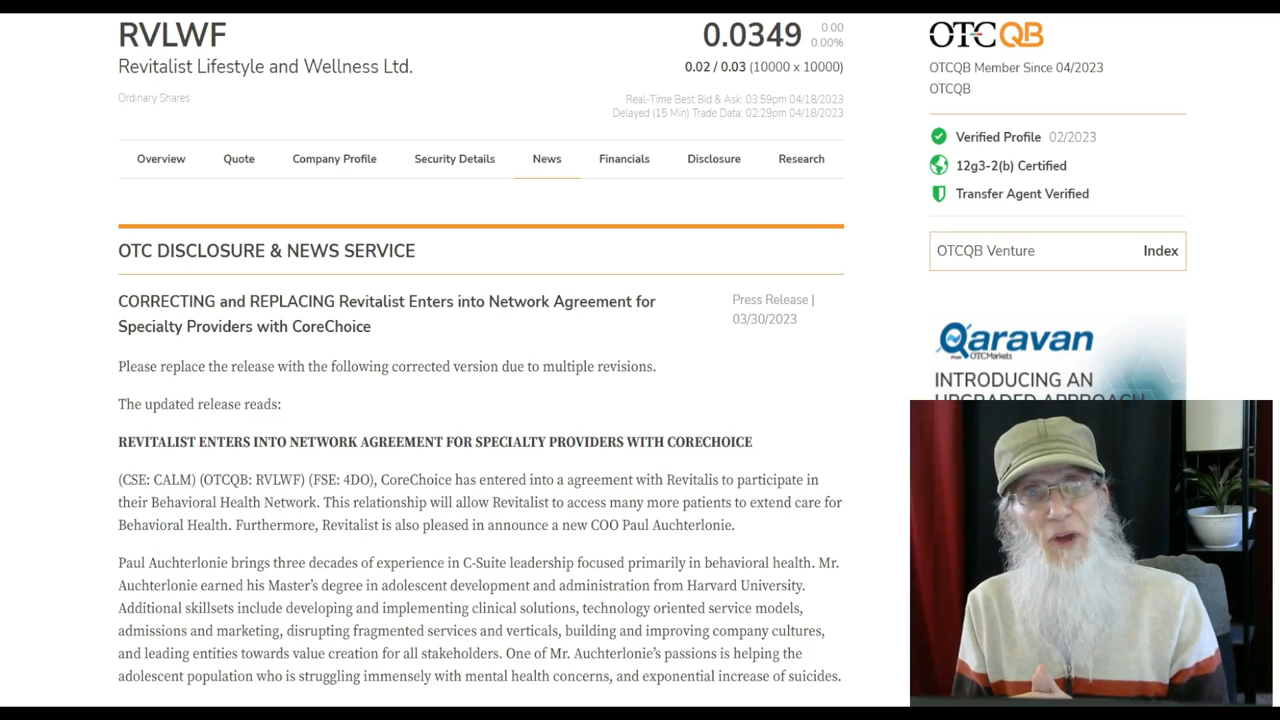 RVLWF
Revitalist Lifestyle and Wellness Ltd.
Ordinary Shares
0.0349
0.00
0.00%
0.02 / 0.03 (10000 x 10000)
Real-Time Best Bid & Ask: 03:59pm 04/18/2023
Delayed (15 Min) Trade Data: 02:29pm 04/18/2023
OTCQB
OTCQB Member Since 04/2023
OTCQB
Verified Profile 02/2023
12g3-2(b) Certified
Transfer Agent Verified
OTCQB Venture Index
Overview Quote Company Profile Security Details News Financials Disclosure Research
OTC DISCLOSURE & NEWS SERVICE
CORRECTING and REPLACING Revitalist Enters into Network Agreement for
Specialty Providers with CoreChoice
Press Release |
03/30/2023
Please replace the release with the following corrected version due to multiple revisions.
The updated release reads:
REVITALIST ENTERS INTO NETWORK AGREEMENT FOR SPECIALTY PROVIDERS WITH CORECHOICE
(CSE: CALM) (OTCQB: RVLWF) (FSE: 4DO), CoreChoice has entered into a agreement with Revitalis to participate in
their Behavioral Health Network. This relationship will allow Revitalist to access many more patients to extend care for
Behavioral Health. Furthermore, Revitalist is also pleased in announce a new COO Paul Auchterlonie.
Paul Auchterlonie brings three decades of experience in C-Suite leadership focused primarily in behavioral health. Mr.
Auchterlonie earned his Master's degree in adolescent development and administration from Harvard University.
Additional skillsets include developing and implementing clinical solutions, technology oriented service models,
admissions and marketing, disrupting fragmented services and verticals, building and improving company cultures,
and leading entities towards value creation for all stakeholders. One of Mr. Auchterlonie's passions is helping the
adolescent population who is struggling immensely with mental health concerns, and exponential increase of suicides.
Qaravan
from OTCMarkets
INTRODUCING AN
UPGRADED APPROACH